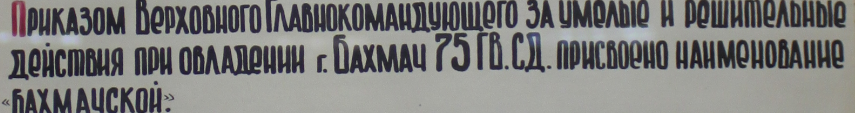 Приказом Верховного Главнокомандующего за умелые и решительные
действия при овладении г. Бахмач 75 ГВ.СД. присвоено наименование
«Бахмачской».